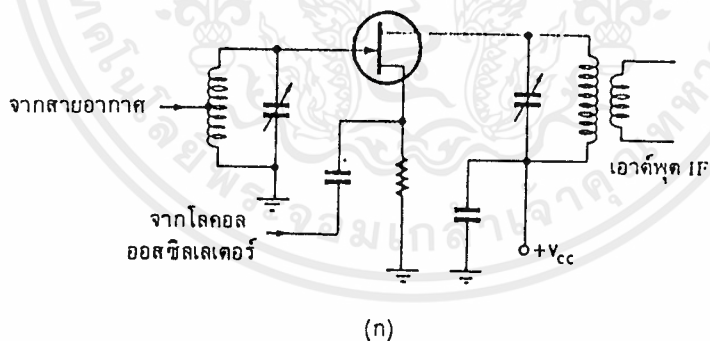 จากสายอากาศ
เอาต์พุต IF
จากโลคอล
ออสซิลเลเตอร์
+Vcc
(ก)